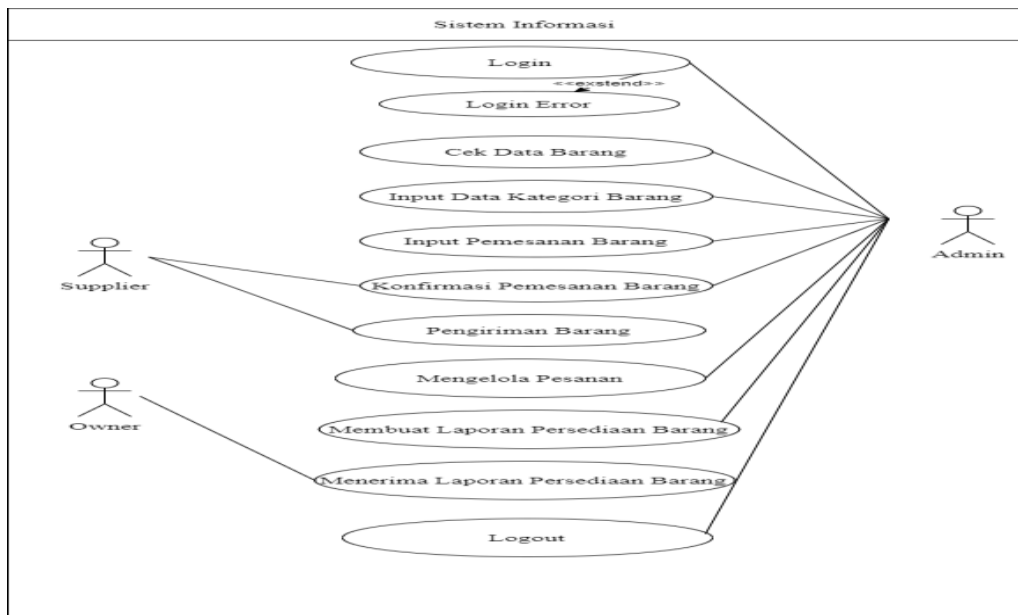 Sistem Informasi
Login
<<exstend>>
Login Error
Cek Data Barang
Input Data Kategori Barang
Input Pemesanan Barang
Admin
Supplier
Konfirmasi Pemesanan Barang
Pengiriman Barang
Mengelola Pesanan
Owner
Membuat Laporan Persediaan Barang
Menerima Laporan Persediaan Barang
Logout